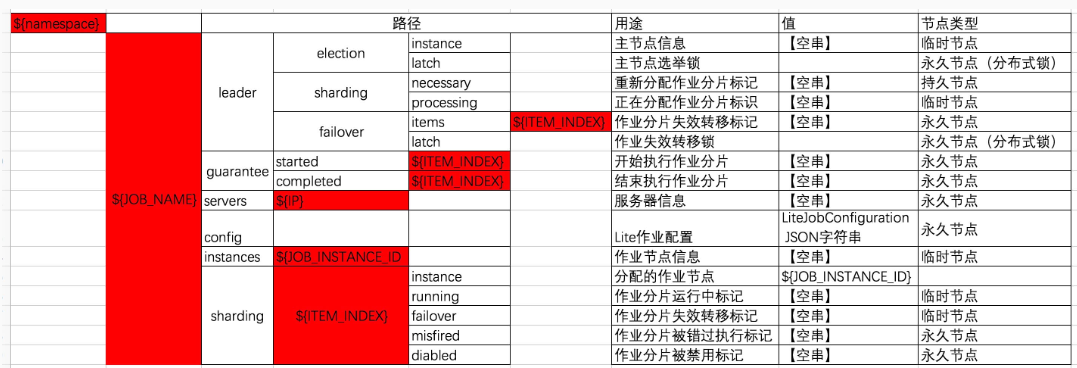 ${namespace} 路径 用途 值 节点类型
${JOB_NAME} leader election instance 主节点信息 【空串】 临时节点
latch 主节点选举锁 永久节点（分布式锁）
sharding necessary 重新分配作业分片标记 【空串】 持久节点
processing 正在分配作业分片标识 【空串】 临时节点
failover items ${ITEM_INDEX} 作业分片失效转移标记 【空串】 永久节点
latch 作业失效转移锁 永久节点（分布式锁）
guarantee started ${ITEM_INDEX} 开始执行作业分片 【空串】 永久节点
completed ${ITEM_INDEX} 结束执行作业分片 【空串】 永久节点
servers ${IP} 服务器信息 【空串】 永久节点
config Lite作业配置 LiteJobConfiguration JSON字符串 永久节点
instances ${JOB_INSTANCE_ID 作业节点信息 【空串】 临时节点
sharding ${ITEM_INDEX} instance 分配的作业节点 ${JOB_INSTANCE_ID}
running 作业分片运行中标记 【空串】 临时节点
failover 作业分片失效转移标记 【空串】 临时节点
misfired 作业分片被错过执行标记 【空串】 永久节点
diabled 作业分片被禁用标记 【空串】 永久节点